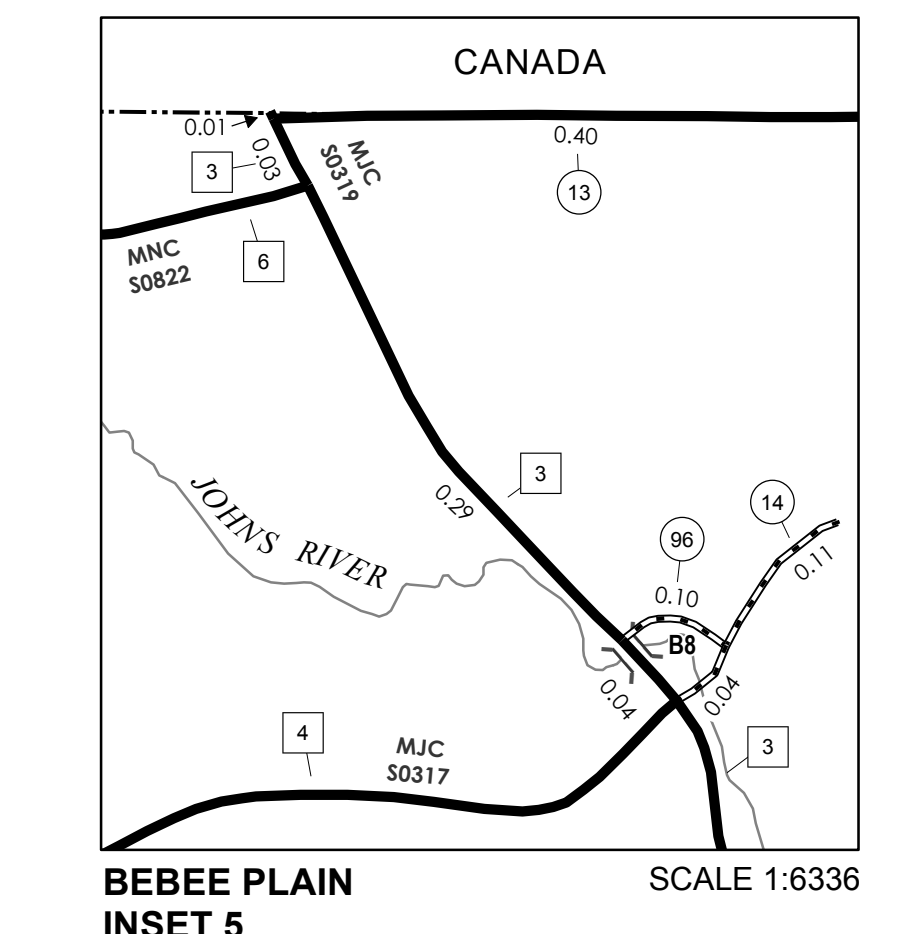 CANADA
0.01
0.03
MJC
S0319
0.40
3
13
MNC
S0822
6
3
0.29
JOHNS RIVER
14
96
0.11
0.10
B8
0.04
0.04
4
MJC
S0317
3
BEBEE PLAIN
SCALE 1:6336
INSET 5